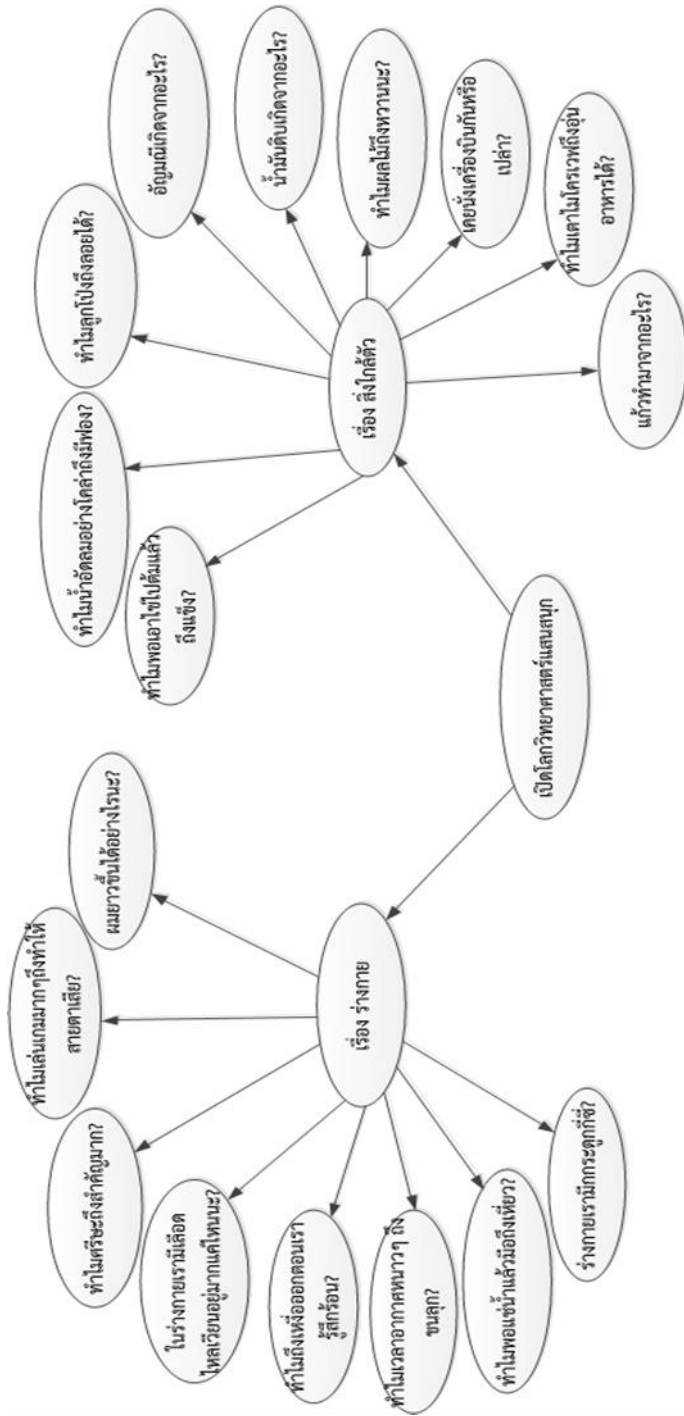 เปิดโลกวิทยาศาสตร์แสนสนุก
เรื่อง ร่างกาย
ผมยาวขึ้นได้อย่างไรนะ?
ทำไมเล่นเกมมากๆถึงทำให้
สายตาเสีย?
ทำไมศรีษะถึงสำคัญมาก?
ในร่างกายเรามีเลือด
ไหลเวียนอยู่มากแค่ไหนนะ?
ทำไมถึงเหงื่อออกตอนเรา
รู้สึกร้อน?
ทำไมเวลาอากาศหนาวๆ ถึง
ขนลุก?
ทำไมพอแช่น้ำแล้วมือถึงเหี่ยว?
ร่างกายเรามีกกระดูกกี่ซี่?
เรื่อง สิ่งใกล้ตัว
ทำไมพอเอาไข่ไปต้มแล้ว
ถึงแข็ง?
ทำไมน้ำอัดลมอย่างโคล่าถึงมีฟอง?
ทำไมลูกโป่งถึงลอยได้?
อัญมณีเกิดจากอะไร?
น้ำมันดิบเกิดจากอะไร?
ทำไมผลไม้ถึงหวานนะ?
เคยนั่งเครื่องบินกันหรือ
เปล่า?
ทำไมเตาไมโครเวฟถึงอุ่น
อาหารได้?
แก้วทำมาจากอะไร?